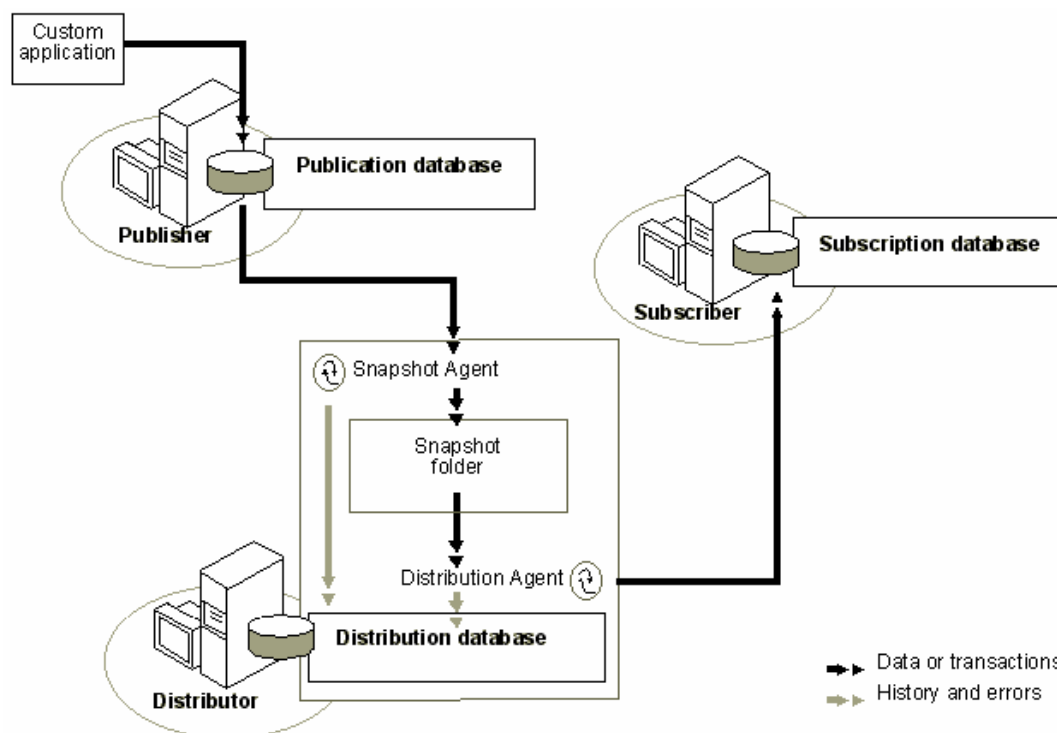 Custom
application
Publication database
Publisher
Subscription database
Subscriber
Snapshot Agent
Snapshot
folder
Distribution Agent
Distribution database
Distributor
Data or transactions
History and errors